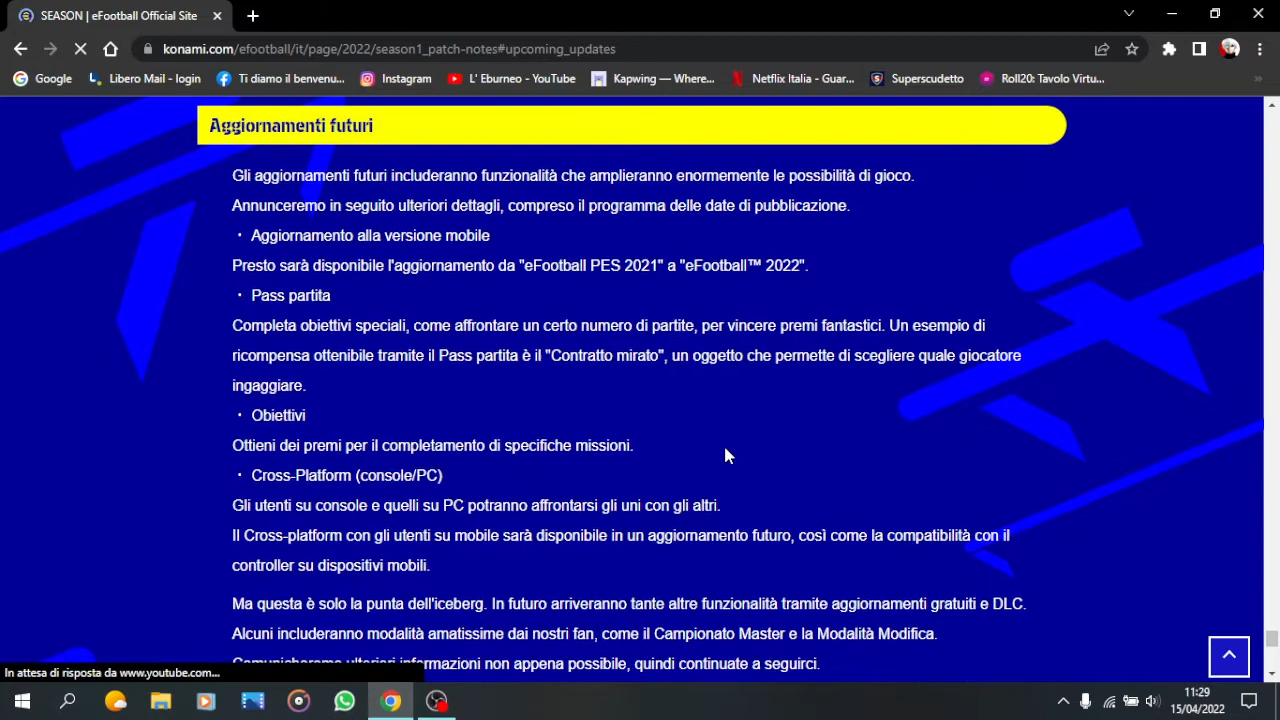 SEASON | eFootball Official Site
konami.com/efootball/it/page/2022/season1_patch-notes#upcoming_updates
Google Libero Mail - login Ti diamo il benvenu... Instagram L' Eburneo - YouTube Kapwing — Where... Netflix Italia - Guar... Superscudetto Roll20: Tavolo Virtu...
Aggiornamenti futuri
Gli aggiornamenti futuri includeranno funzionalità che amplieranno enormemente le possibilità di gioco.
Annunceremo in seguito ulteriori dettagli, compreso il programma delle date di pubblicazione.
・ Aggiornamento alla versione mobile
Presto sarà disponibile l'aggiornamento da "eFootball PES 2021" a "eFootball™ 2022".
・ Pass partita
Completa obiettivi speciali, come affrontare un certo numero di partite, per vincere premi fantastici. Un esempio di
ricompensa ottenibile tramite il Pass partita è il "Contratto mirato", un oggetto che permette di scegliere quale giocatore
ingaggiare.
・ Obiettivi
Ottieni dei premi per il completamento di specifiche missioni.
・ Cross-Platform (console/PC)
Gli utenti su console e quelli su PC potranno affrontarsi gli uni con gli altri.
Il Cross-platform con gli utenti su mobile sarà disponibile in un aggiornamento futuro, così come la compatibilità con il
controller su dispositivi mobili.
Ma questa è solo la punta dell'iceberg. In futuro arriveranno tante altre funzionalità tramite aggiornamenti gratuiti e DLC.
Alcuni includeranno modalità amatissime dai nostri fan, come il Campionato Master e la Modalità Modifica.
Comunicheremo ulteriori informazioni non appena possibile, quindi continuate a seguirci.
In attesa di risposta da www.youtube.com...
11:29
15/04/2022